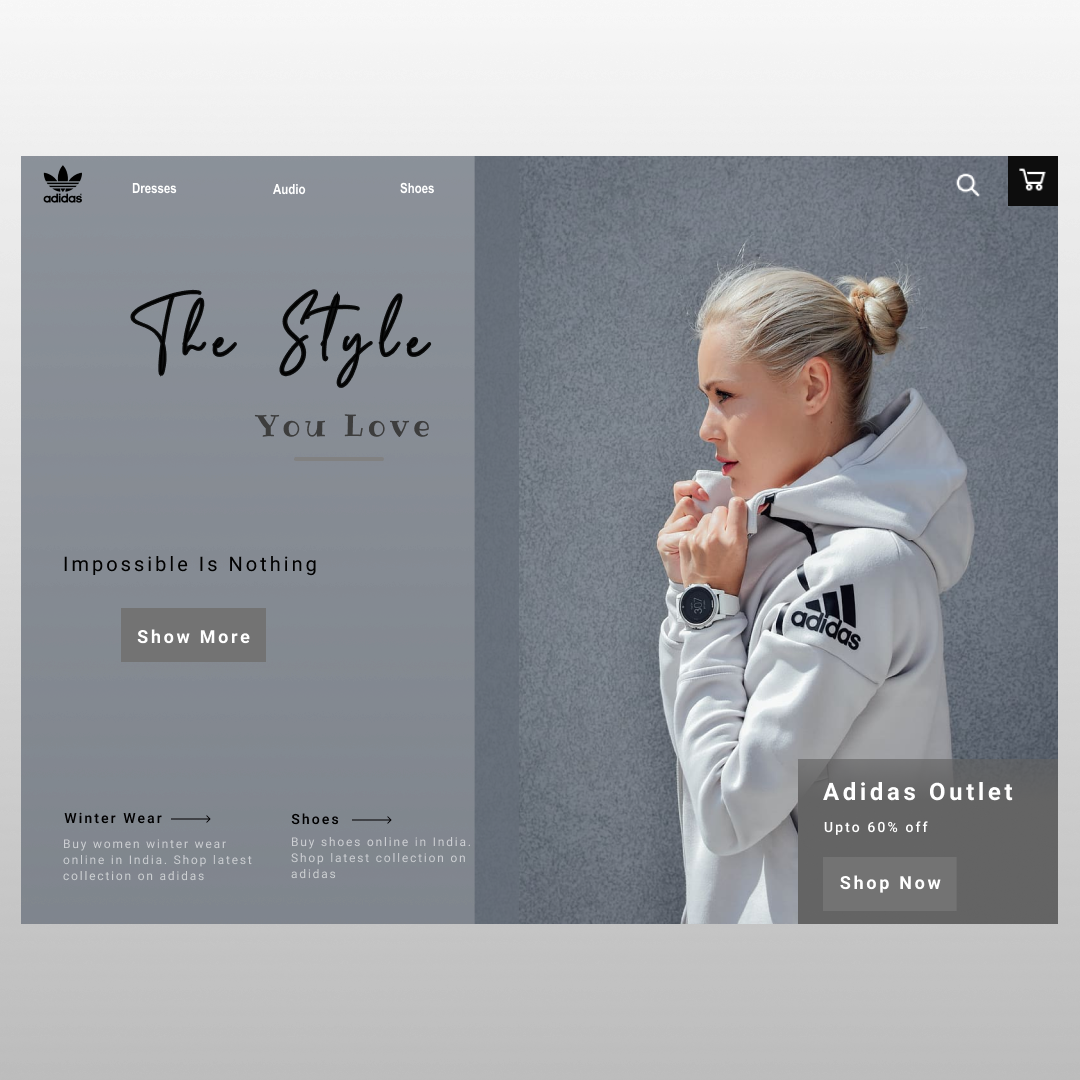 adidas
Dresses
Audio
Shoes
The Style
You Love
Impossible Is Nothing
Show More
307
adidas
Winter Wear
Buy women winter wear
online in India. Shop latest
collection on adidas
Shoes
Buy shoes online in India.
Shop latest collection on
adidas
Adidas Outlet
Upto 60% off
Shop Now